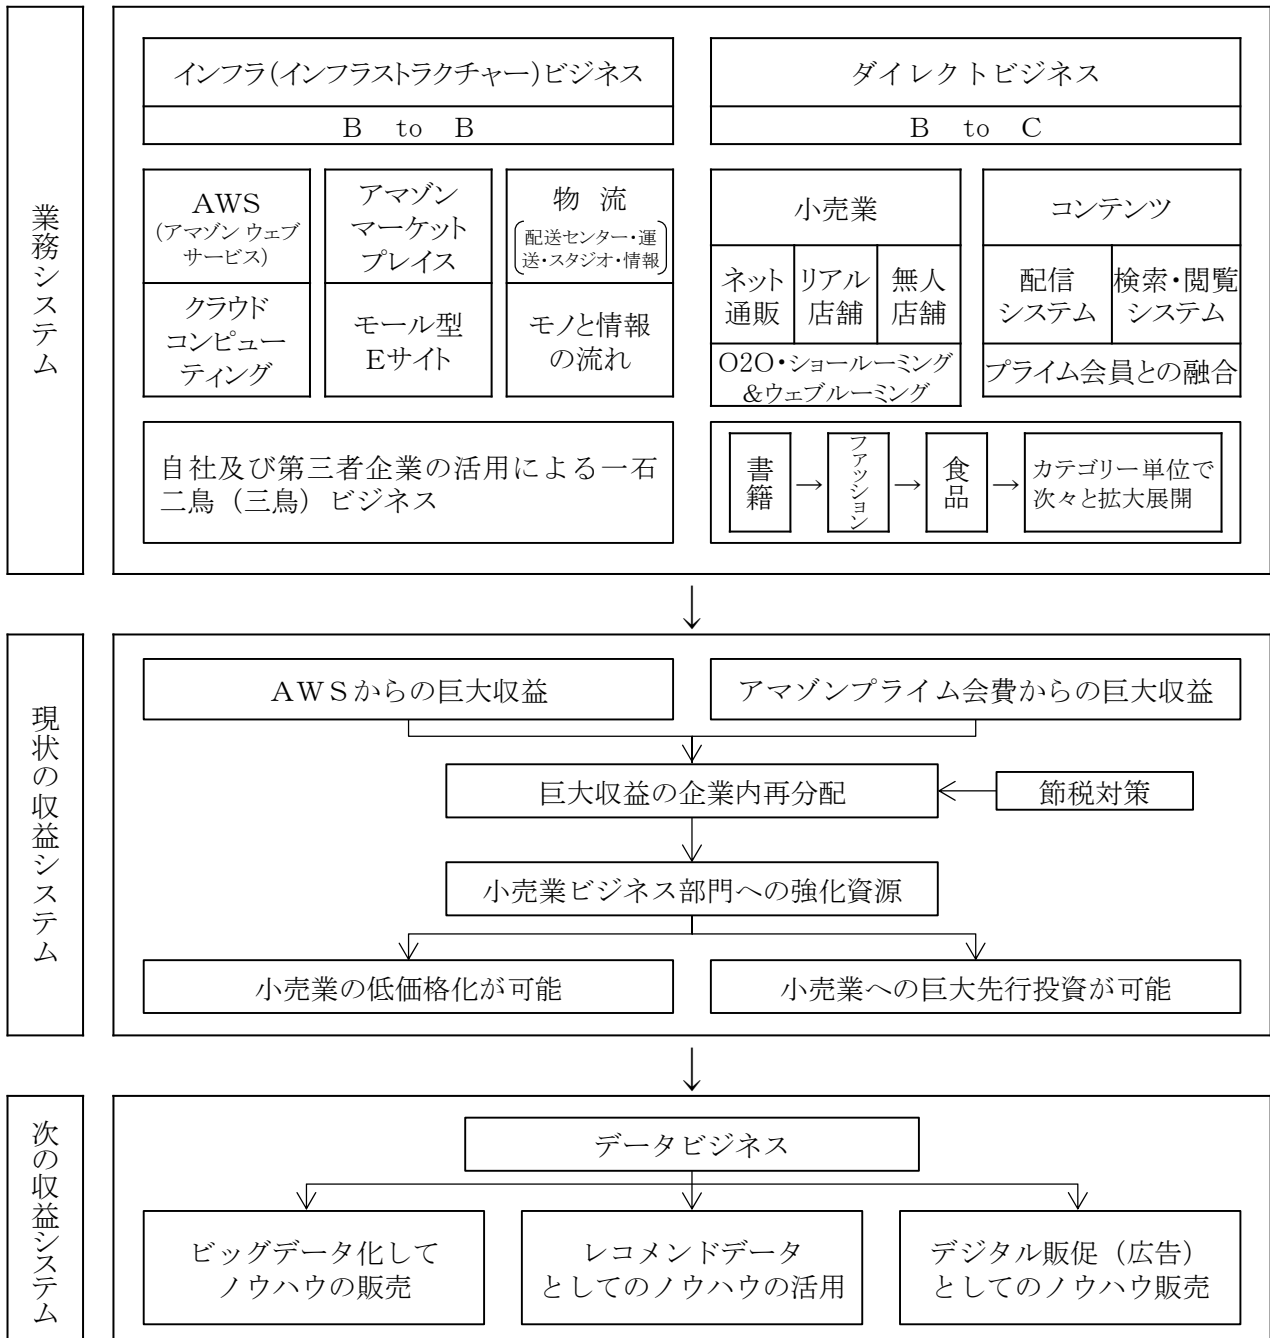 業務システム
インフラ(インフラストラクチャー)ビジネス
B to B
ダイレクトビジネス
B to C
AWS
(アマゾン ウェブ
サービス)
クラウド
コンピュー
ティング
アマゾン
マーケット
プレイス
モール型
Eサイト
物 流
配送センター・運
送・スタジオ・情報
モノと情報
の流れ
小売業
ネット
通販
リアル
店舗
無人
店舗
O2O・ショールーミング
&ウェブルーミング
コンテンツ
配信
システム
検索・閲覧
システム
プライム会員との融合
自社及び第三者企業の活用による一石
二鳥（三鳥）ビジネス
書籍
→
ファッション
→
食品
→
カテゴリー単位で
次々と拡大展開
現状の収益システム
AWSからの巨大収益
アマゾンプライム会費からの巨大収益
巨大収益の企業内再分配
節税対策
小売業ビジネス部門への強化資源
小売業の低価格化が可能
小売業への巨大先行投資が可能
次の収益システム
データビジネス
ビッグデータ化して
ノウハウの販売
レコメンドデータ
としてのノウハウの活用
デジタル販促（広告）
としてのノウハウ販売